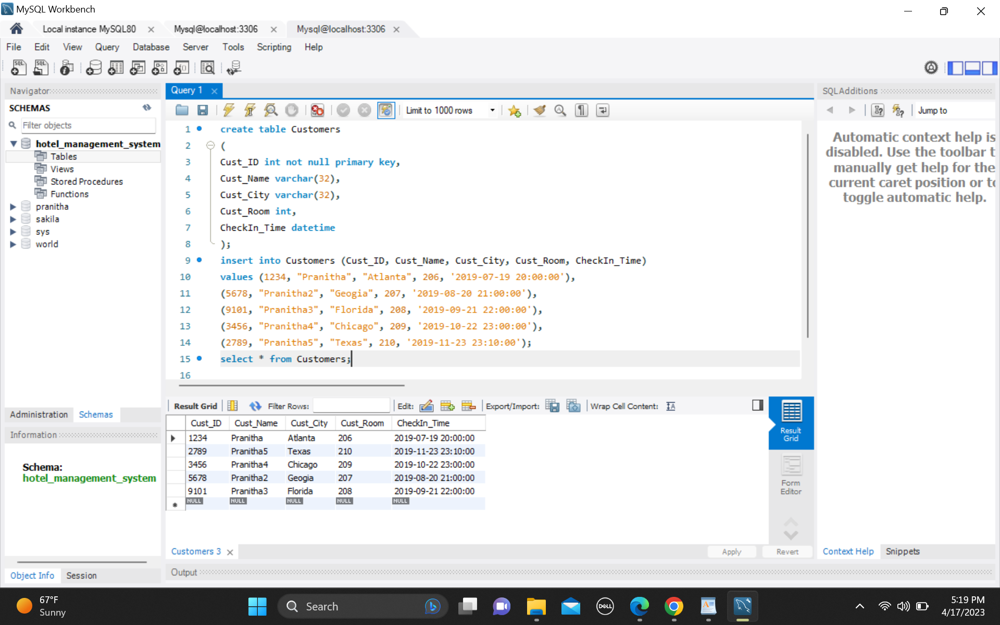 MySQL Workbench
Local instance MySQL80
Mysql@localhost:3306
Mysql@localhost:3306
File Edit View Query Database Server Tools Scripting Help
Navigator
SCHEMAS
Filter objects
hotel_management_system
Tables
Views
Stored Procedures
Functions
pranitha
sakila
sys
world
Administration Schemas
Information
Schema:
hotel_management_system
Object Info Session
Query 1
Limit to 1000 rows
1 create table Customers
2 (
3 Cust_ID int not null primary key,
4 Cust_Name varchar(32),
5 Cust_City varchar(32),
6 Cust_Room int,
7 CheckIn_Time datetime
8 );
9 insert into Customers (Cust_ID, Cust_Name, Cust_City, Cust_Room, CheckIn_Time)
10 values (1234, "Pranitha", "Atlanta", 206, '2019-07-19 20:00:00'),
11 (5678, "Pranitha2", "Geogia", 207, '2019-08-20 21:00:00'),
12 (9101, "Pranitha3", "Florida", 208, '2019-09-21 22:00:00'),
13 (3456, "Pranitha4", "Chicago", 209, '2019-10-22 23:00:00'),
14 (2789, "Pranitha5", "Texas", 210, '2019-11-23 23:10:00');
15 select * from Customers;
16
Result Grid Filter Rows: Edit: Export/Import: Wrap Cell Content:
Cust_ID Cust_Name Cust_City Cust_Room CheckIn_Time
1234 Pranitha Atlanta 206 2019-07-19 20:00:00
2789 Pranitha5 Texas 210 2019-11-23 23:10:00
3456 Pranitha4 Chicago 209 2019-10-22 23:00:00
5678 Pranitha2 Geogia 207 2019-08-20 21:00:00
9101 Pranitha3 Florida 208 2019-09-21 22:00:00
NULL NULL NULL NULL NULL
Result
Grid
Form
Editor
Customers 3
Apply Revert
Output
SQLAdditions
Jump to
Automatic context help is
disabled. Use the toolbar t
manually get help for the
current caret position or to
toggle automatic help.
Context Help Snippets
67°F
Sunny
Search
DELL
5:19 PM
4/17/2023